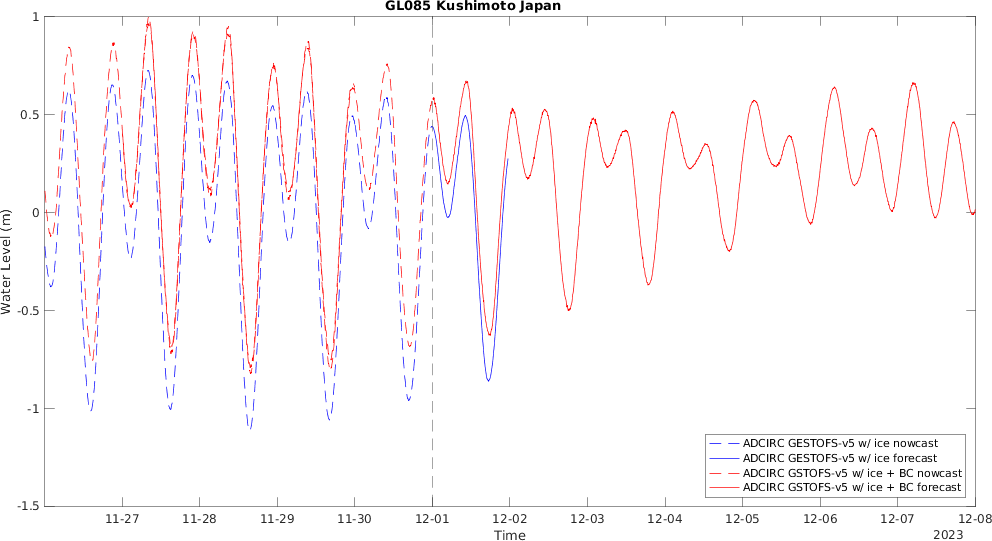 GL085 Kushimoto Japan
Water Level (m)
1
0.5
0
-0.5
-1
-1.5
11-27
11-28
11-29
11-30
12-01
12-02
12-03
12-04
12-05
12-06
12-07
12-08
Time
2023
ADCIRC GESTOFS-v5 w/ ice nowcast
ADCIRC GESTOFS-v5 w/ ice forecast
ADCIRC GSTOFS-v5 w/ ice + BC nowcast
ADCIRC GSTOFS-v5 w/ ice + BC forecast